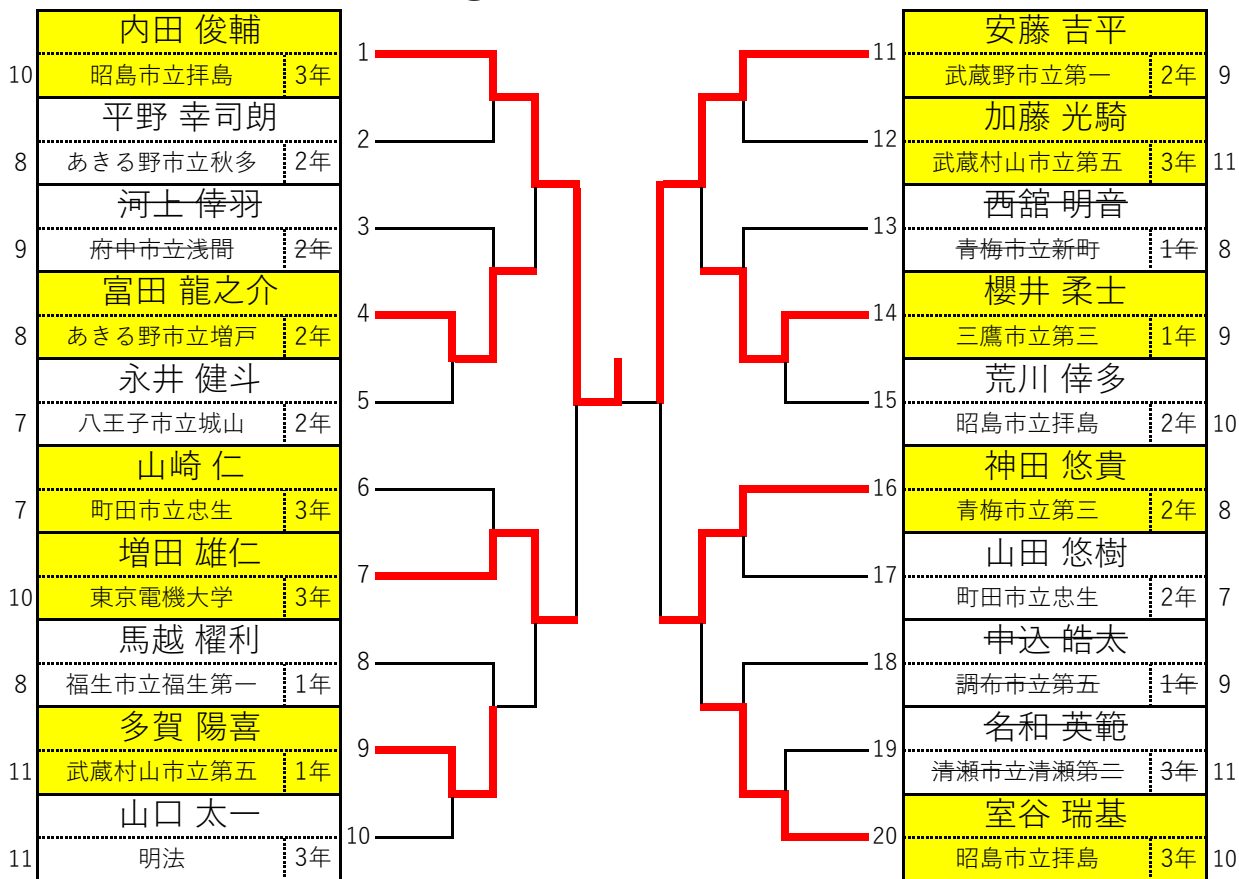 内田 俊輔
10 昭島市立拝島 3年
1
平野 幸司朗
8 あきる野市立秋多 2年
2
河上 倖羽
9 府中市立浅間 2年
3
富田 龍之介
8 あきる野市立増戸 2年
4
永井 健斗
7 八王子市立城山 2年
5
山崎 仁
7 町田市立忠生 3年
6
増田 雄仁
10 東京電機大学 3年
7
馬越 櫂利
8 福生市立福生第一 1年
8
多賀 陽喜
11 武蔵村山市立第五 1年
9
山口 太一
11 明法 3年
10
安藤 吉平
11 武蔵野市立第一 2年 9
加藤 光騎
12 武蔵村山市立第五 3年 11
西舘 明音
13 青梅市立新町 1年 8
櫻井 柔士
14 三鷹市立第三 1年 9
荒川 倖多
15 昭島市立拝島 2年 10
神田 悠貴
16 青梅市立第三 2年 8
山田 悠樹
17 町田市立忠生 2年 7
申込 皓太
18 調布市立第五 1年 9
名和 英範
19 清瀬市立清瀬第二 3年 11
室谷 瑞基
20 昭島市立拝島 3年 10